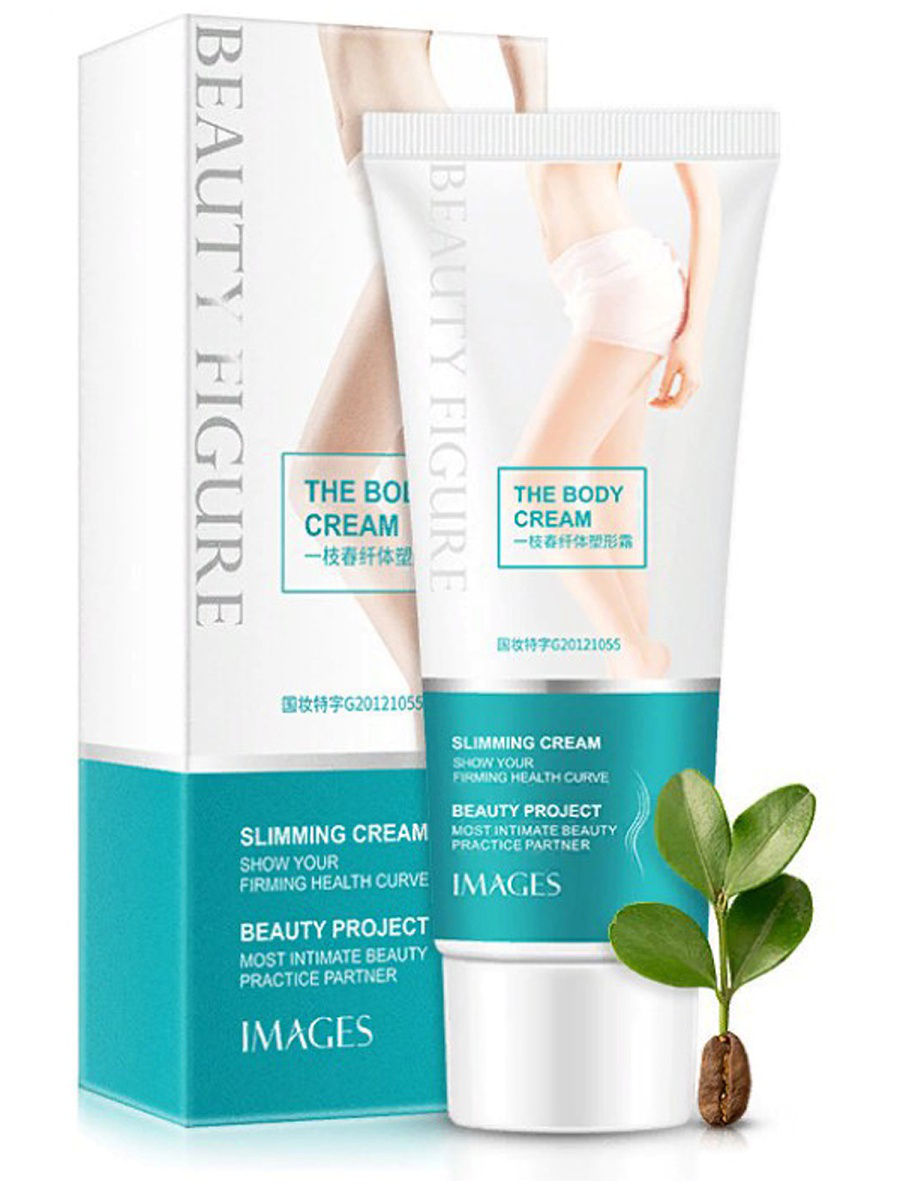 BEAUTY FIGURE
THE BOD
CREAM
一枝春纤体塑
国妆特字G20121055
SLIMMING CREAM
SHOW YOUR
FIRMING HEALTH CURVE
BEAUTY PROJECT
MOST INTIMATE BEAUTY
PRACTICE PARTNER
IMAGES
BEAUTY FIGURE
THE BODY
CREAM
一枝春纤体塑形霜
国妆特字G20121055
SLIMMING CREAM
SHOW YOUR
FIRMING HEALTH CURVE
BEAUTY PROJECT
MOST INTIMATE BEAUTY
PRACTICE PARTNER
IMAGES